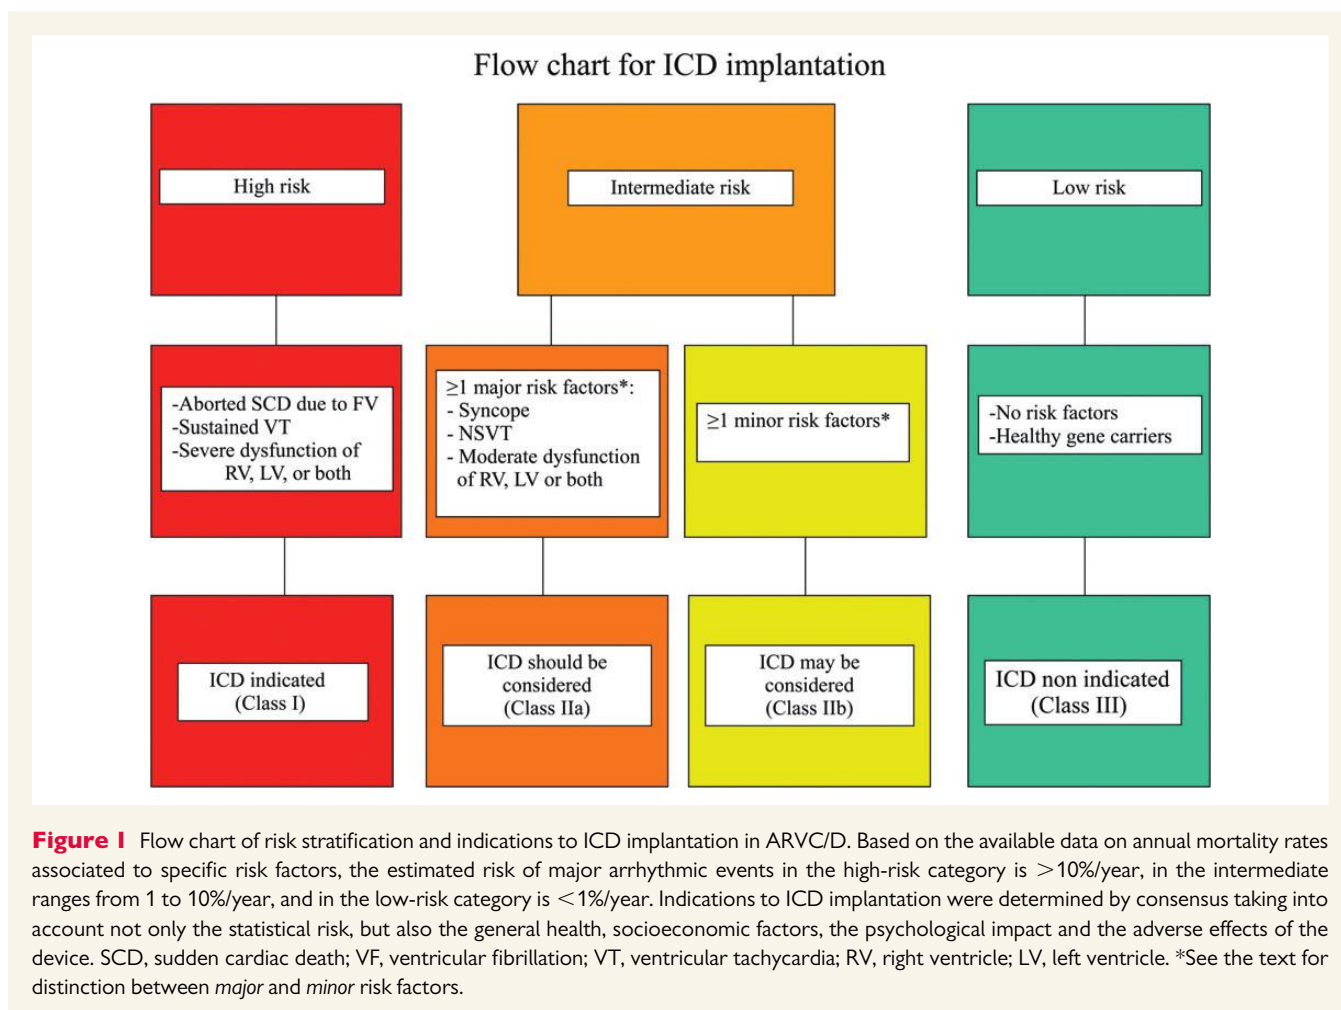 Flow chart for ICD implantation
High risk
Intermediate risk
Low risk
-Aborted SCD due to FV
-Sustained VT
-Severe dysfunction of
RV, LV, or both
≥1 major risk factors*:
- Syncope
- NSVT
- Moderate dysfunction
of RV, LV or both
≥1 minor risk factors*
-No risk factors
-Healthy gene carriers
ICD indicated
(Class I)
ICD should be
considered
(Class IIa)
ICD may be
considered
(Class IIb)
ICD non indicated
(Class III)
Figure 1 Flow chart of risk stratification and indications to ICD implantation in ARVC/D. Based on the available data on annual mortality rates
associated to specific risk factors, the estimated risk of major arrhythmic events in the high-risk category is >10%/year, in the intermediate
ranges from 1 to 10%/year, and in the low-risk category is <1%/year. Indications to ICD implantation were determined by consensus taking into
account not only the statistical risk, but also the general health, socioeconomic factors, the psychological impact and the adverse effects of the
device. SCD, sudden cardiac death; VF, ventricular fibrillation; VT, ventricular tachycardia; RV, right ventricle; LV, left ventricle. *See the text for
distinction between major and minor risk factors.